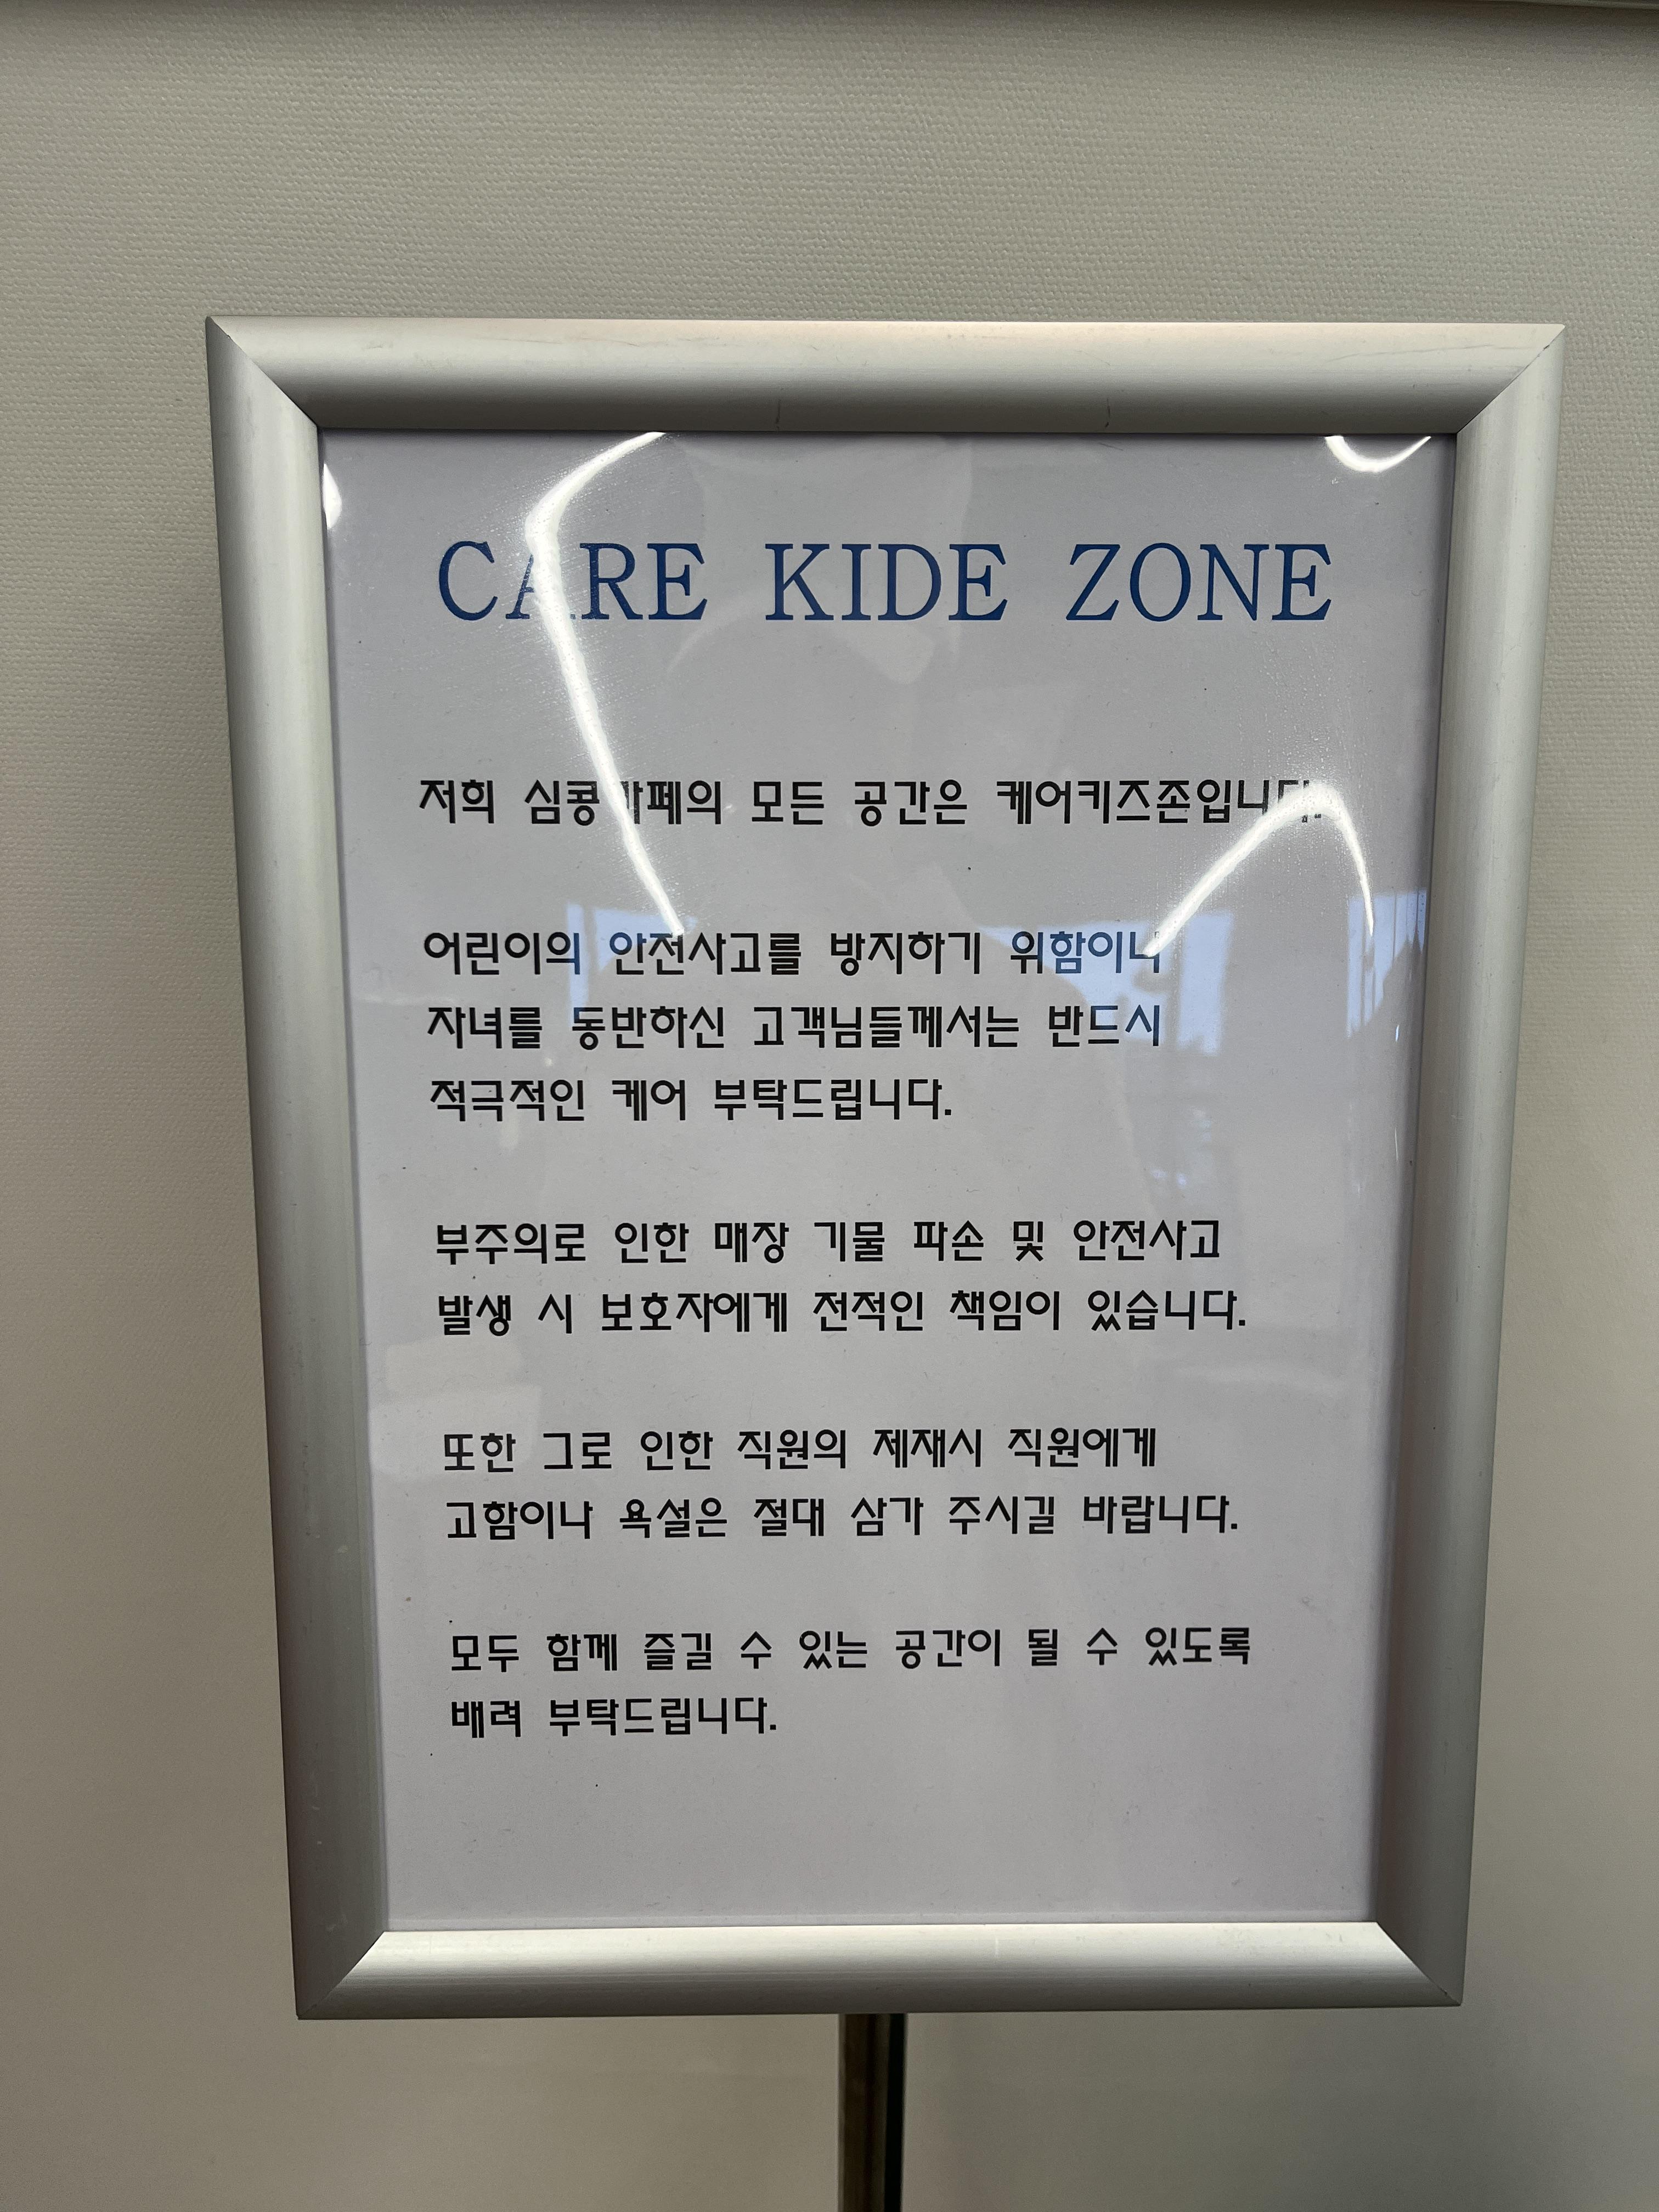 CARE KIDE ZONE
저희 심콩카페의 모든 공간은 케어키즈존입니다.
어린이의 안전사고를 방지하기 위함이니
자녀를 동반하신 고객님들께서는 반드시
적극적인 케어 부탁드립니다.
부주의로 인한 매장 기물 파손 및 안전사고
발생 시 보호자에게 전적인 책임이 있습니다.
또한 그로 인한 직원의 제재시 직원에게
고함이나 욕설은 절대 삼가 주시길 바랍니다.
모두 함께 즐길 수 있는 공간이 될 수 있도록
배려 부탁드립니다.